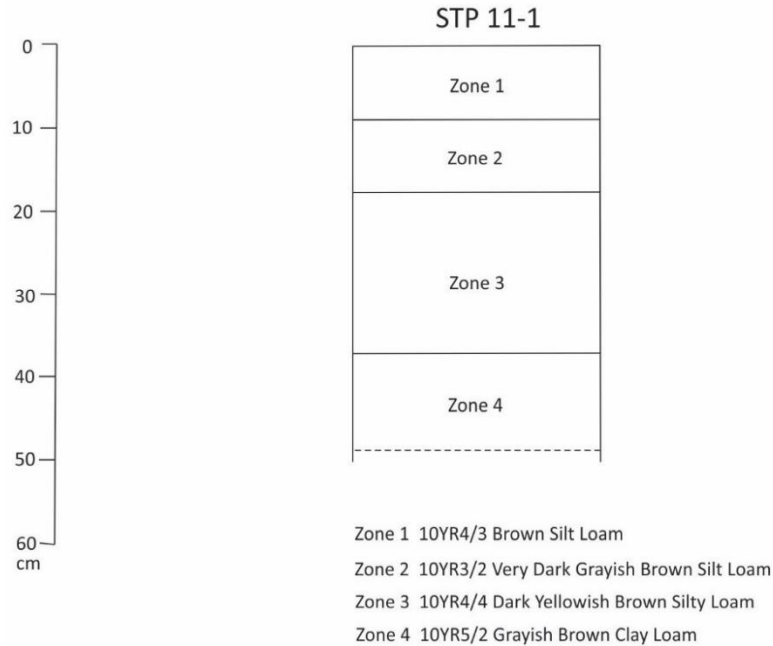 STP 11-1
0
10
20
30
40
50
60
cm
Zone 1
Zone 2
Zone 3
Zone 4
Zone 1 10YR4/3 Brown Silt Loam
Zone 2 10YR3/2 Very Dark Grayish Brown Silt Loam
Zone 3 10YR4/4 Dark Yellowish Brown Silty Loam
Zone 4 10YR5/2 Grayish Brown Clay Loam